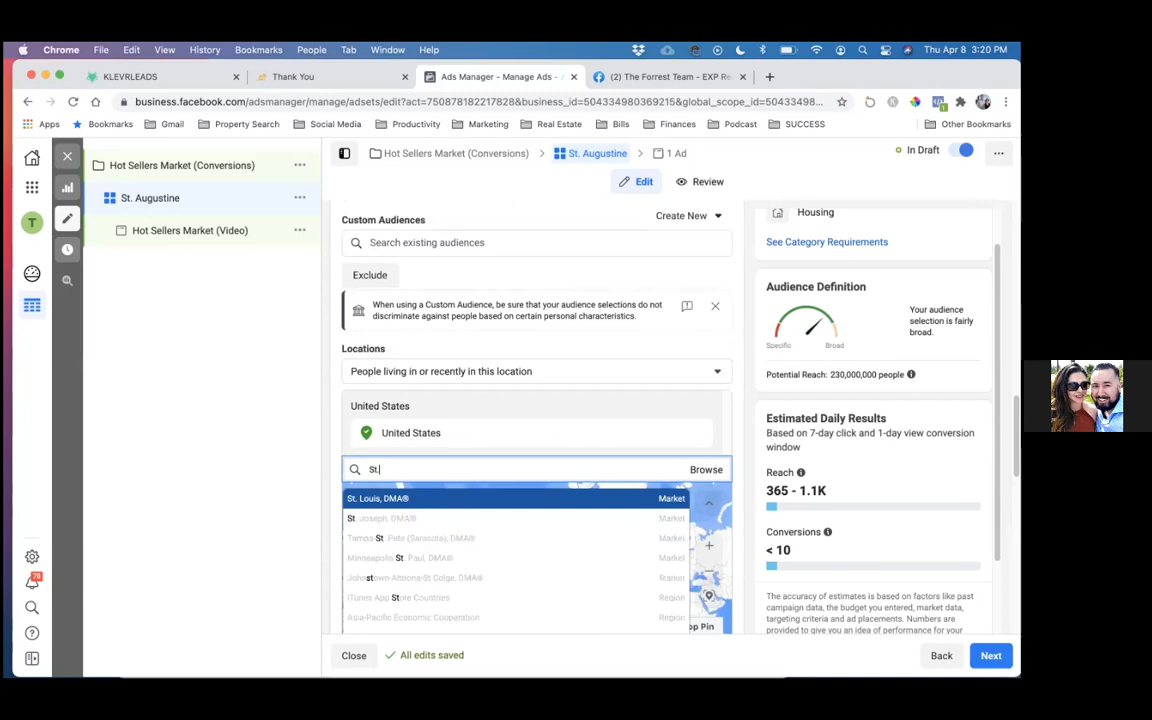 Chrome File Edit View History Bookmarks People Tab Window Help Thu Apr 8 3:20 PM
KLEVRLEADS Thank You Ads Manager - Manage Ads - (2) The Forrest Team - EXP Re
business.facebook.com/adsmanager/manage/adsets/edit?act=750878182217828&business_id=504334980369215&global_scope_id=50433498...
Apps Bookmarks Gmail Property Search Social Media Productivity Marketing Real Estate Bills Finances Podcast SUCCESS Other Bookmarks
Hot Sellers Market (Conversions)
St. Augustine
Hot Sellers Market (Video)
T
78
Hot Sellers Market (Conversions) St. Augustine 1 Ad In Draft
Edit Review
Custom Audiences Create New
Search existing audiences
Exclude
When using a Custom Audience, be sure that your audience selections do not
discriminate against people based on certain personal characteristics.
Locations
People living in or recently in this location
United States
United States
St. Browse
St. Louis, DMA® Market
St. Joseph, DMA® Market
Tampa-St. Pete (Sarasota), DMA® Market
Minneapolis-St. Paul, DMA® Market
Johnstown-Altoona-St Colge, DMA® Market
iTunes App Store Countries Region
Asia-Pacific Economic Cooperation Region
op Pin
Close All edits saved Back Next
Housing
See Category Requirements
Audience Definition
Specific Broad
Your audience
selection is fairly
broad.
Potential Reach: 230,000,000 people
Estimated Daily Results
Based on 7-day click and 1-day view conversion
window
Reach
365 - 1.1K
Conversions
< 10
The accuracy of estimates is based on factors like past
campaign data, the budget you entered, market data,
targeting criteria and ad placements. Numbers are
provided to give you an idea of performance for your